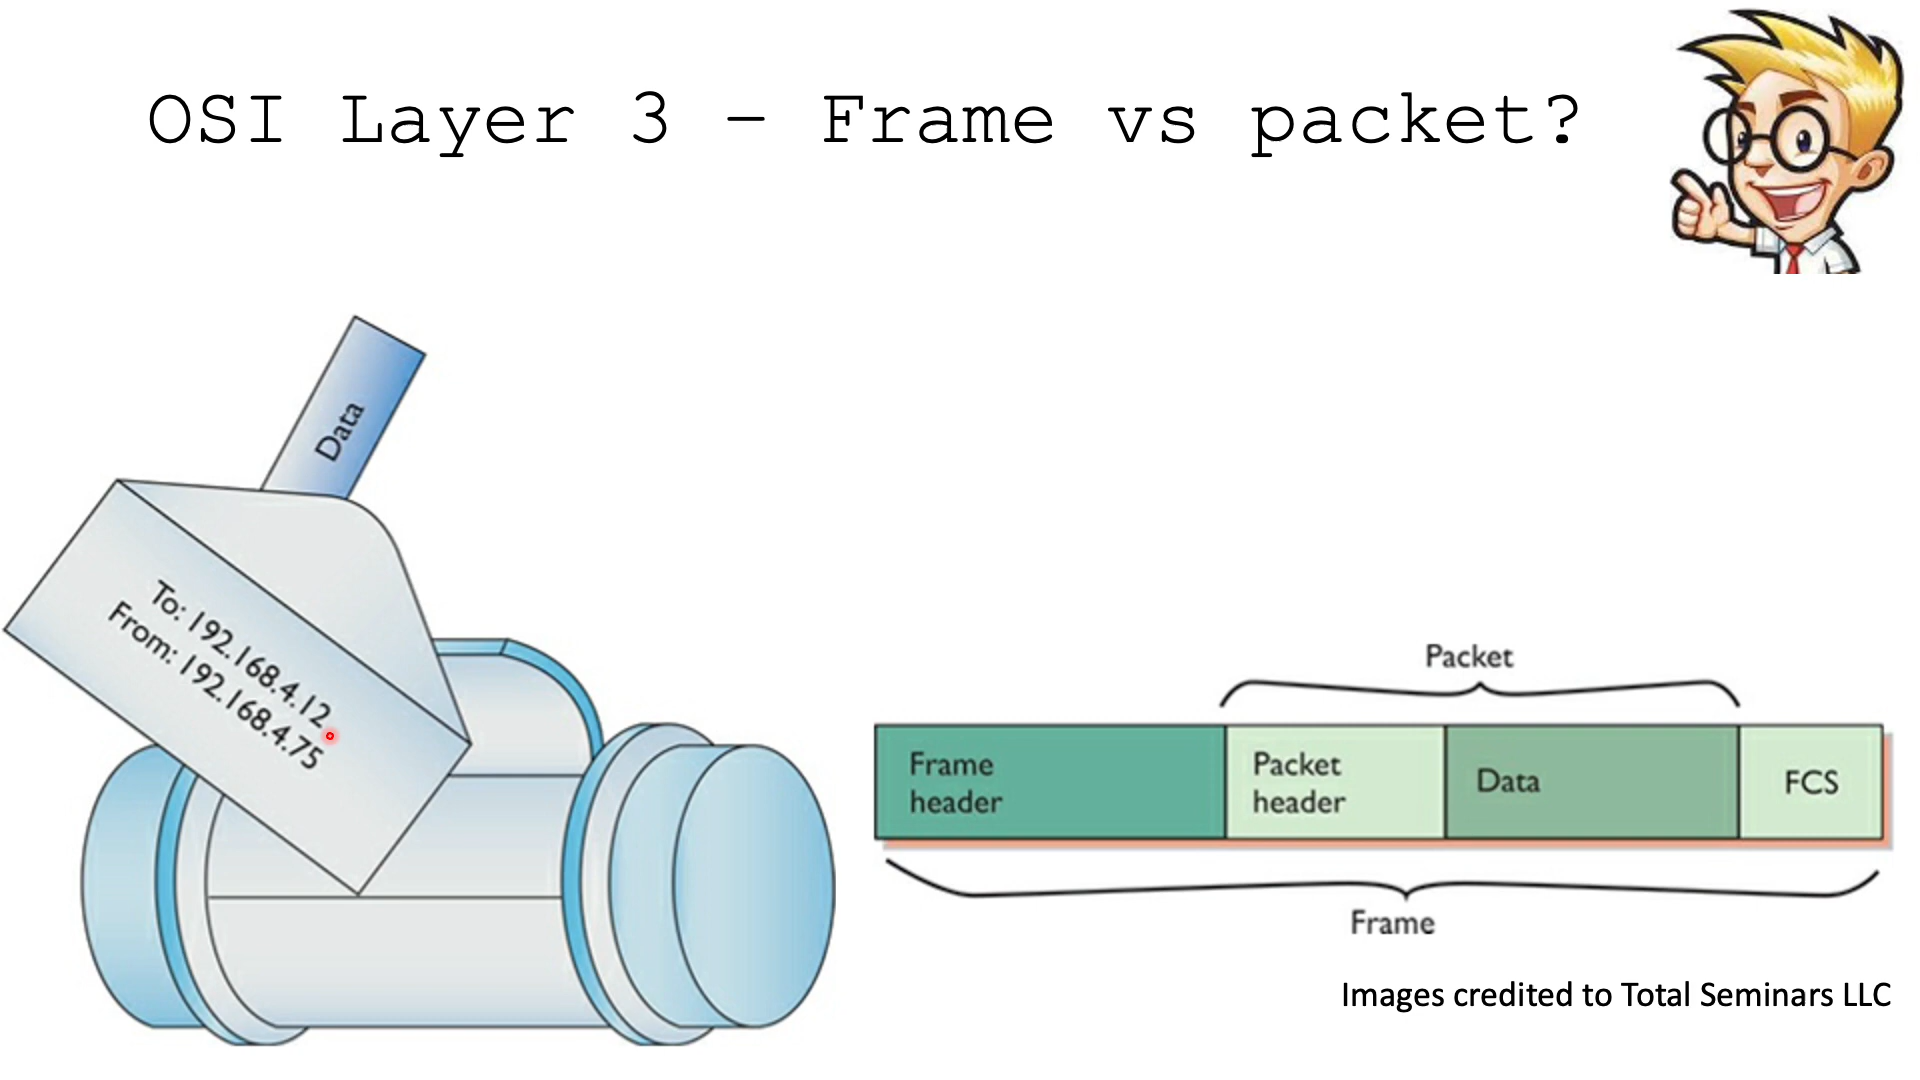 OSI Layer 3 – Frame vs packet?
Data
To: 192.168.4.12
From: 192.168.4.75
Packet
Frame
header
Packet
header
Data
FCS
Frame
Images credited to Total Seminars LLC